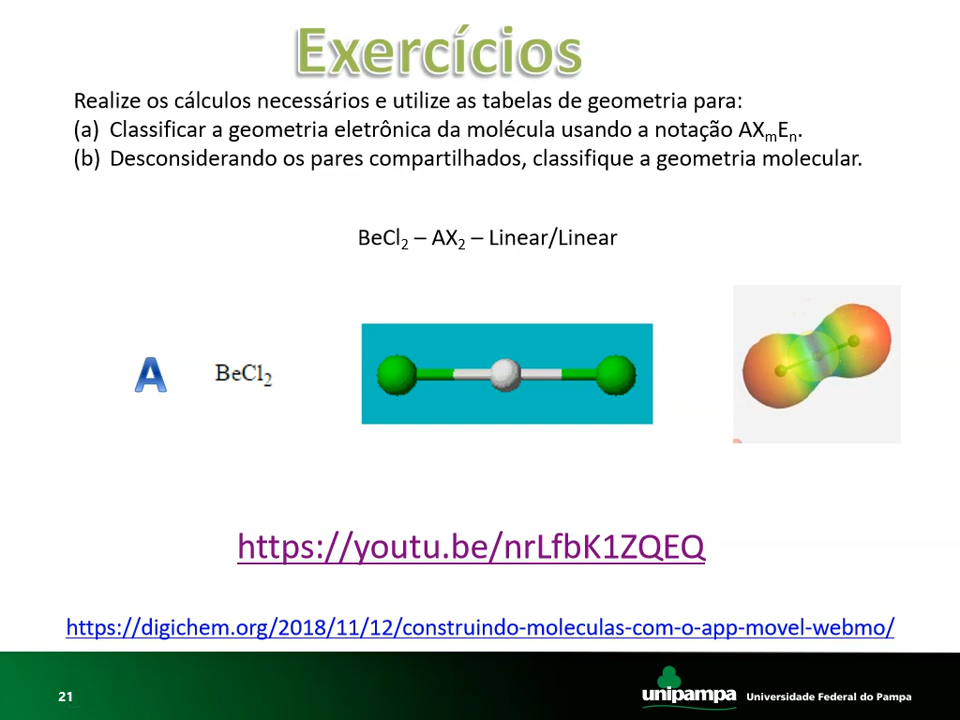 Exercícios
Realize os cálculos necessários e utilize as tabelas de geometria para:
(a) Classificar a geometria eletrônica da molécula usando a notação AXmEn.
(b) Desconsiderando os pares compartilhados, classifique a geometria molecular.
BeCl2 – AX2 – Linear/Linear
A BeCl2
https://youtu.be/nrLfbK1ZQEQ
https://digichem.org/2018/11/12/construindo-moleculas-com-o-app-movel-webmo/
21 unipampa Universidade Federal do Pampa